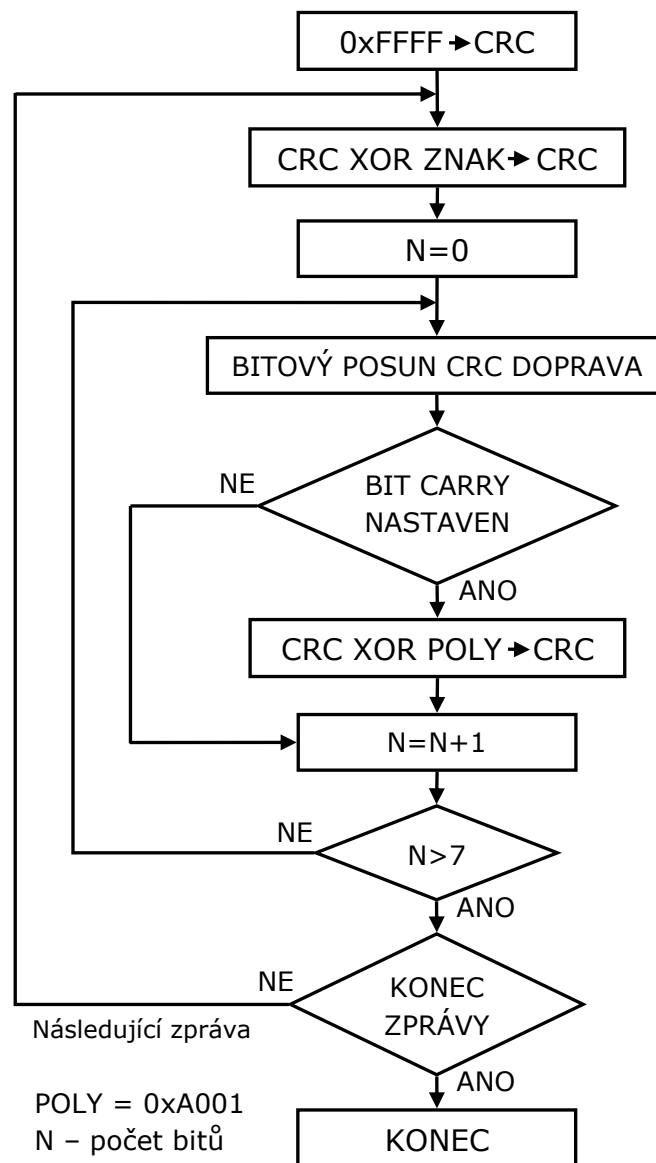 0xFFFF→CRC
CRC XOR ZNAK→CRC
N=0
BITOVÝ POSUN CRC DOPRAVA
NE
BIT CARRY
NASTAVEN
ANO
CRC XOR POLY→CRC
N=N+1
NE
N>7
ANO
NE
KONEC
ZPRÁVY
Následující zpráva
ANO
POLY = 0xA001
N – počet bitů
KONEC